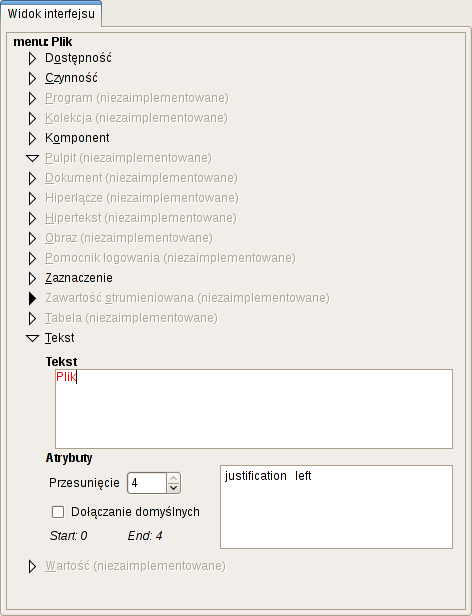 Widok interfejsu
menu: Plik
Dostępność
Czynność
Program (niezaimplementowane)
Kolekcja (niezaimplementowane)
Komponent
Pulpit (niezaimplementowane)
Dokument (niezaimplementowane)
Hiperłącze (niezaimplementowane)
Hipertekst (niezaimplementowane)
Obraz (niezaimplementowane)
Pomocnik logowania (niezaimplementowane)
Zaznaczenie
Zawartość strumieniowana (niezaimplementowane)
Tabela (niezaimplementowane)
Tekst
Tekst
Plik
Atrybuty
Przesunięcie 4
justification left
Dołączanie domyślnych
Start: 0 End: 4
Wartość (niezaimplementowane)